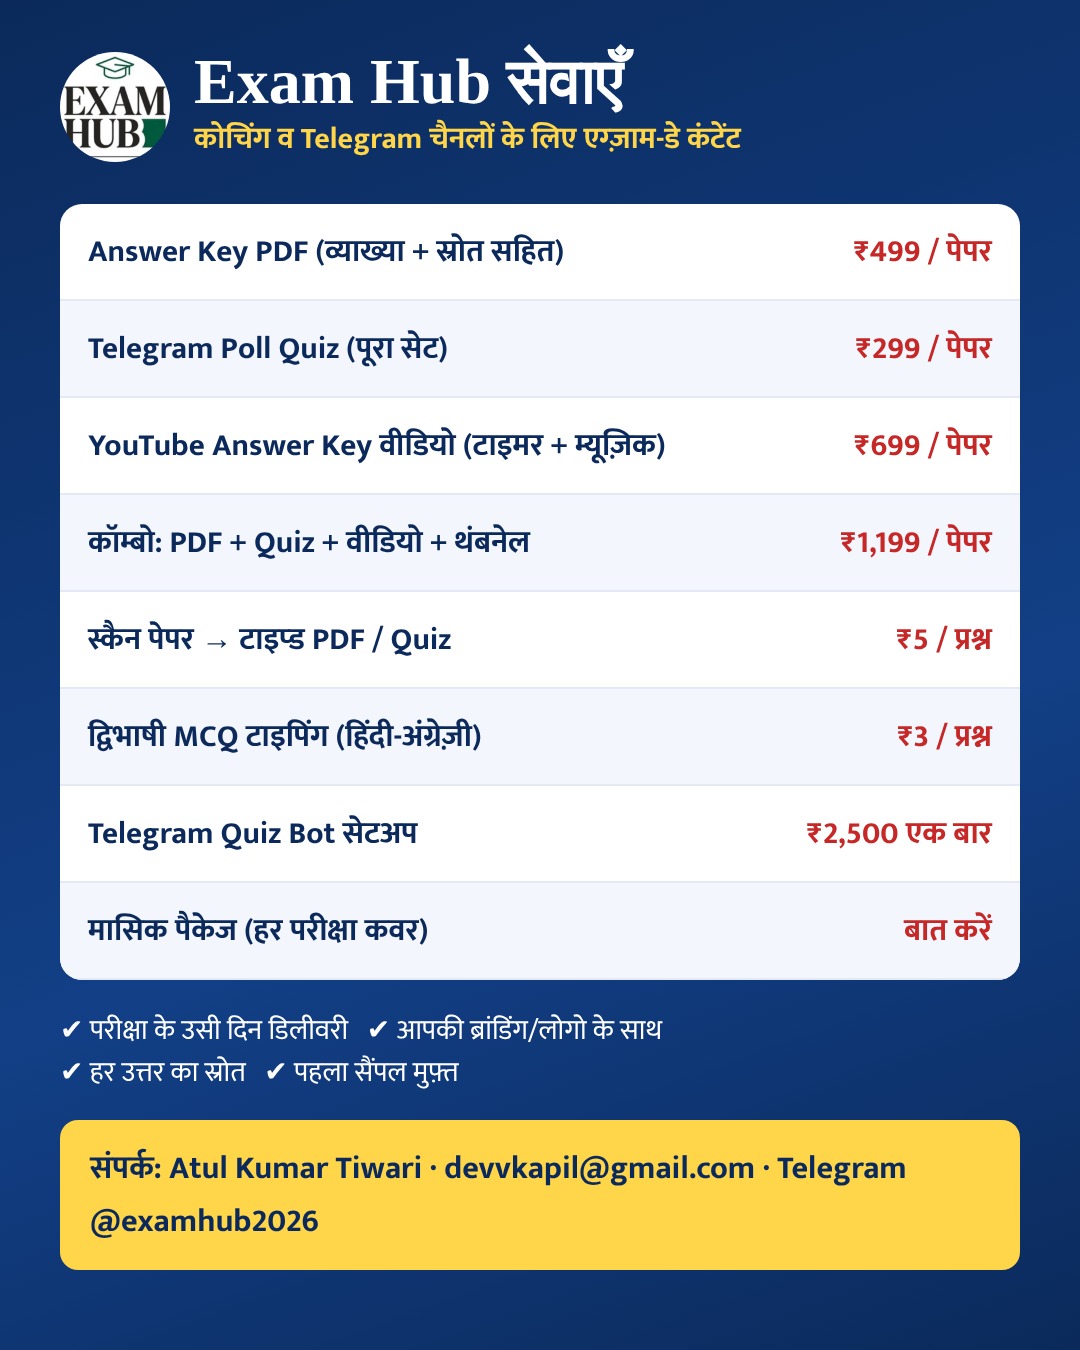 EXAM
HUB
Exam Hub सेवाएँ
कोचिंग व Telegram चैनलों के लिए एग्ज़ाम-डे कंटेंट
Answer Key PDF (व्याख्या + स्रोत सहित) ₹499 / पेपर
Telegram Poll Quiz (पूरा सेट) ₹299 / पेपर
YouTube Answer Key वीडियो (टाइमर + म्यूज़िक) ₹699 / पेपर
कॉम्बो: PDF + Quiz + वीडियो + थंबनेल ₹1,199 / पेपर
स्कैन पेपर → टाइप्ड PDF / Quiz ₹5 / प्रश्न
द्विभाषी MCQ टाइपिंग (हिंदी-अंग्रेज़ी) ₹3 / प्रश्न
Telegram Quiz Bot सेटअप ₹2,500 एक बार
मासिक पैकेज (हर परीक्षा कवर) बात करें
✔ परीक्षा के उसी दिन डिलीवरी ✔ आपकी ब्रांडिंग/लोगो के साथ
✔ हर उत्तर का स्रोत ✔ पहला सैंपल मुफ़्त
संपर्क: Atul Kumar Tiwari · devvkapil@gmail.com · Telegram
@examhub2026